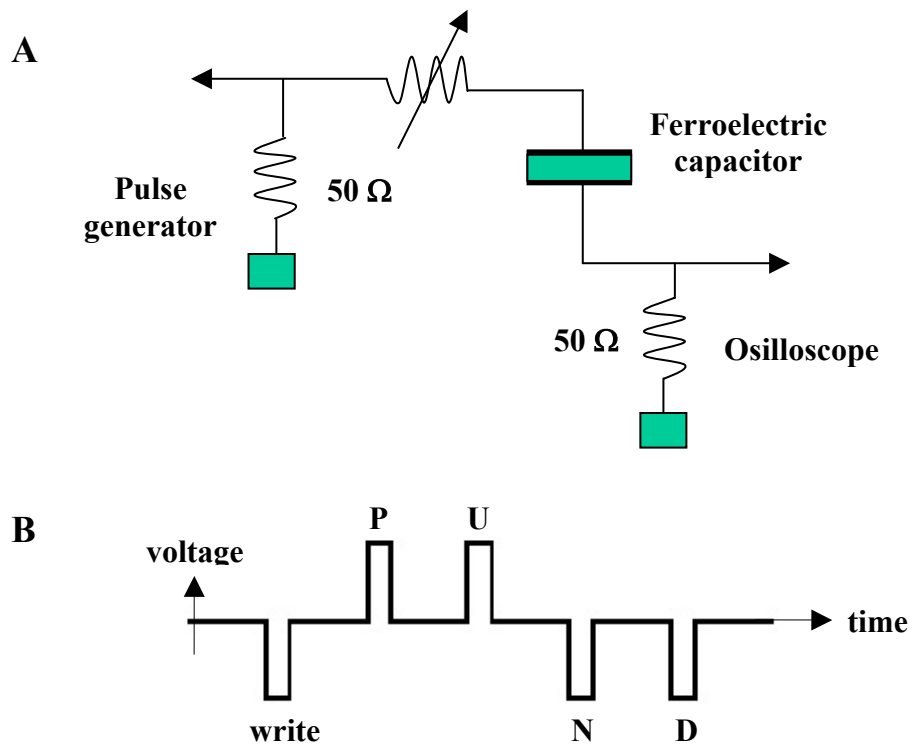 A
Ferroelectric
capacitor
Pulse
generator
50 Ω
50 Ω
Osilloscope
B
P
U
voltage
time
write
N
D